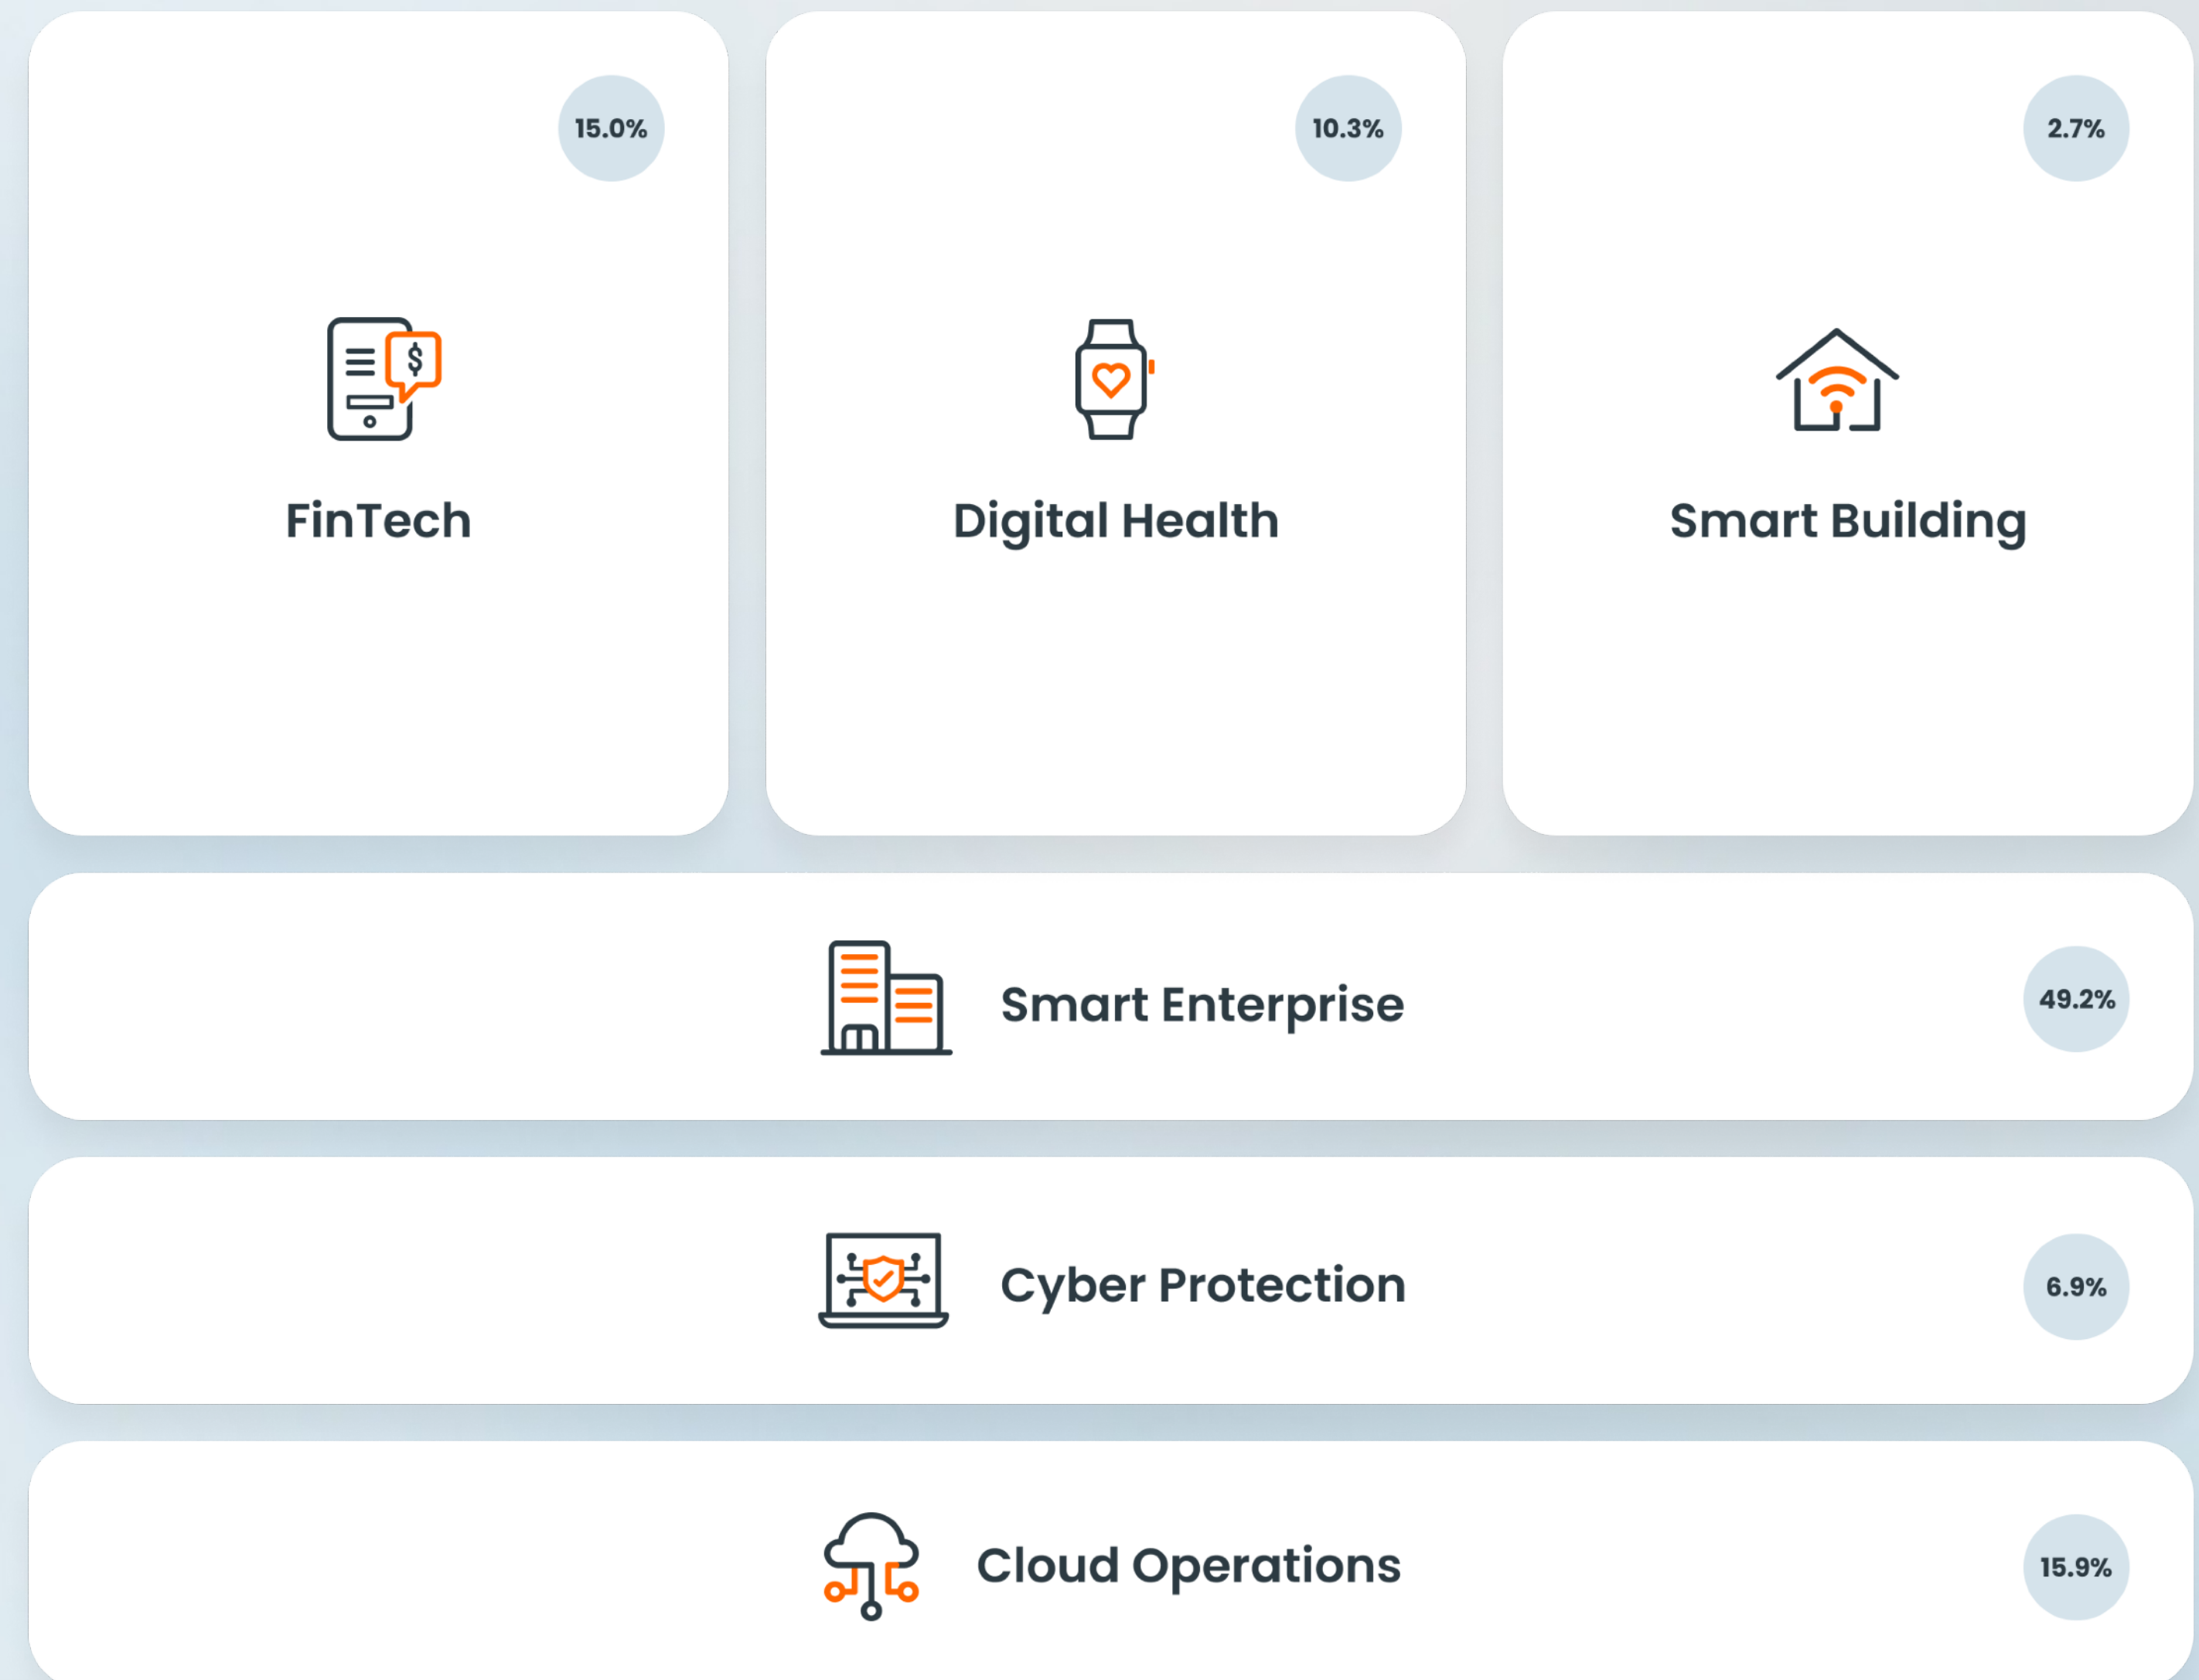 15.0%
FinTech
10.3%
Digital Health
2.7%
Smart Building
Smart Enterprise
49.2%
Cyber Protection
6.9%
Cloud Operations
15.9%